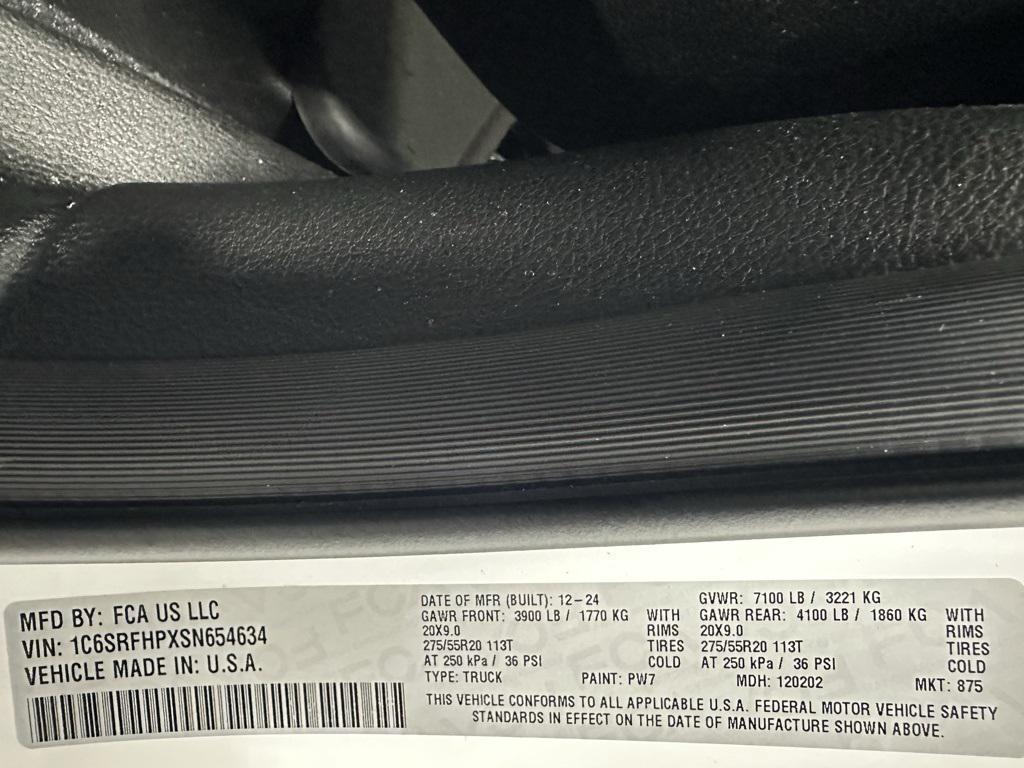 MFD BY: FCA US LLC
VIN: 1C6SRFHPXSN654634
VEHICLE MADE IN: U.S.A.
DATE OF MFR (BUILT): 12-24 GVWR: 7100 LB / 3221 KG
GAWR FRONT: 3900 LB / 1770 KG WITH GAWR REAR: 4100 LB / 1860 KG WITH
20X9.0 RIMS 20X9.0 RIMS
275/55R20 113T TIRES 275/55R20 113T TIRES
AT 250 kPa / 36 PSI COLD AT 250 kPa / 36 PSI COLD
TYPE: TRUCK PAINT: PW7 MDH: 120202 MKT: 875
THIS VEHICLE CONFORMS TO ALL APPLICABLE U.S.A. FEDERAL MOTOR VEHICLE SAFETY
STANDARDS IN EFFECT ON THE DATE OF MANUFACTURE SHOWN ABOVE.